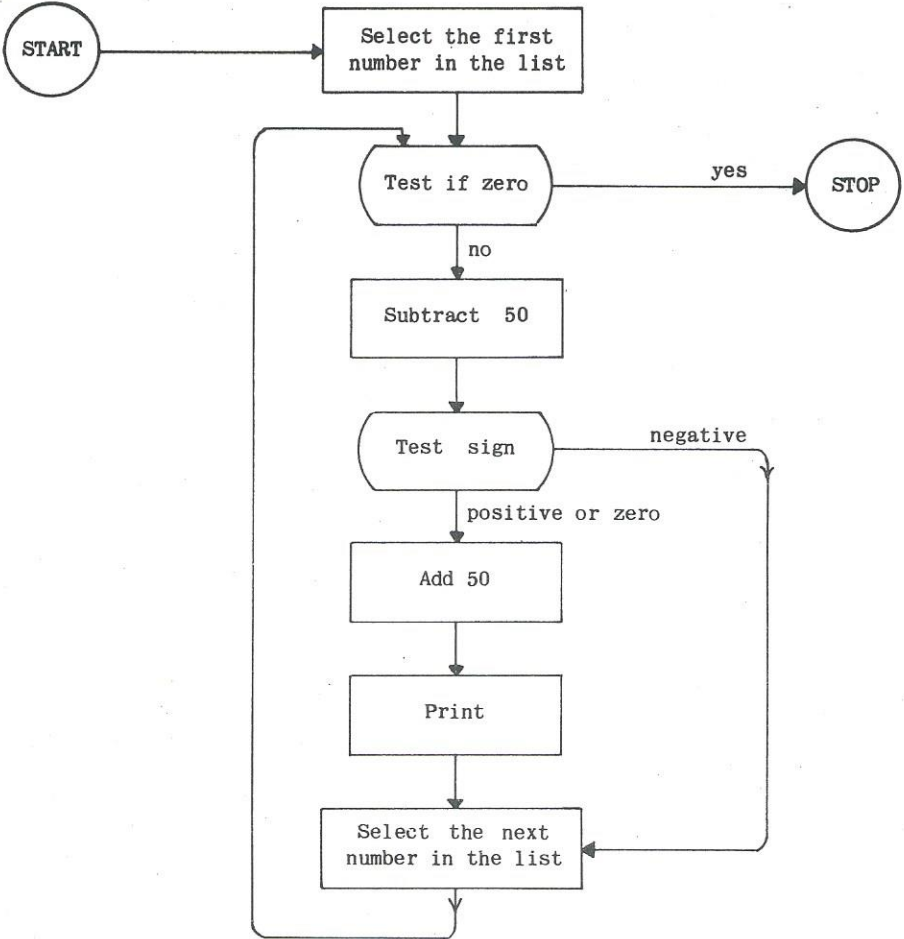 START
Select the first
number in the list
Test if zero
yes
STOP
no
Subtract 50
Test sign
negative
positive or zero
Add 50
Print
Select the next
number in the list